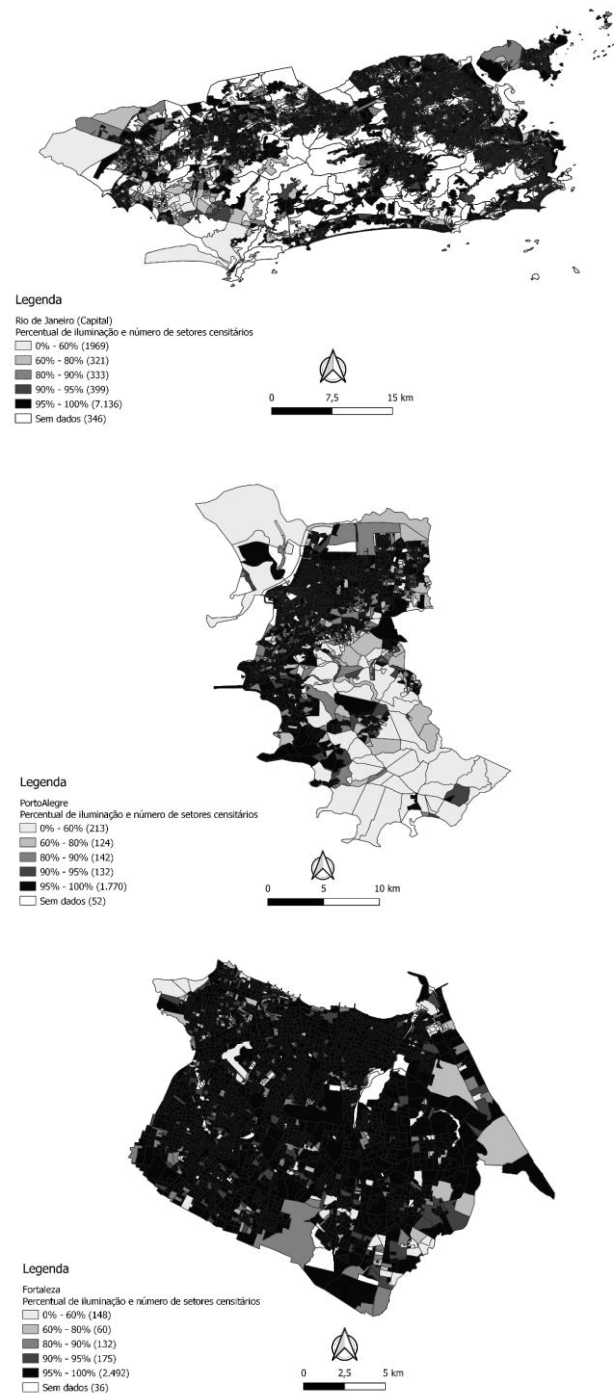 Legenda
Rio de Janeiro (Capital)
Percentual de iluminação e número de setores censitários
0% - 60% (1969)
60% - 80% (321)
80% - 90% (333)
90% - 95% (399)
95% - 100% (7.136)
Sem dados (346)
0 7,5 15 km
Legenda
PortoAlegre
Percentual de iluminação e número de setores censitários
0% - 60% (213)
60% - 80% (124)
80% - 90% (142)
90% - 95% (132)
95% - 100% (1.770)
Sem dados (52)
0 5 10 km
Legenda
Fortaleza
Percentual de iluminação e número de setores censitários
0% - 60% (148)
60% - 80% (60)
80% - 90% (132)
90% - 95% (175)
95% - 100% (2.492)
Sem dados (36)
0 2,5 5 km